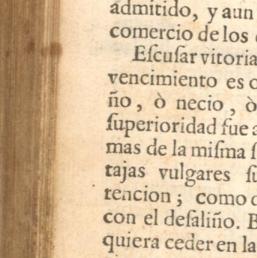 admitido, y aun
comercio de los
Eſcuſar vitoria
vencimiento es
ño, ò necio, ò
ſuperioridad fue
mas de la miſma
tajas vulgares
tencion; como
con el deſaliño.
quiera ceder en la